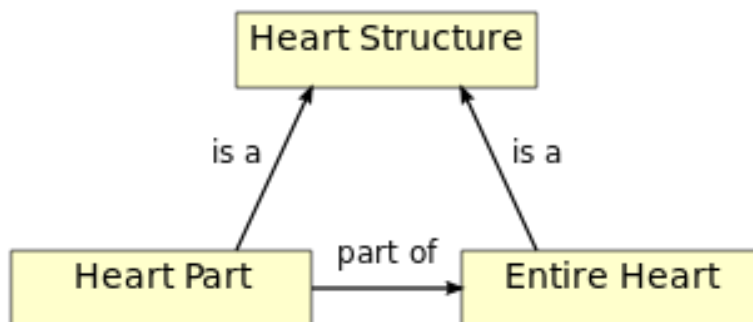 Heart Structure
is a
is a
part of
Heart Part
Entire Heart